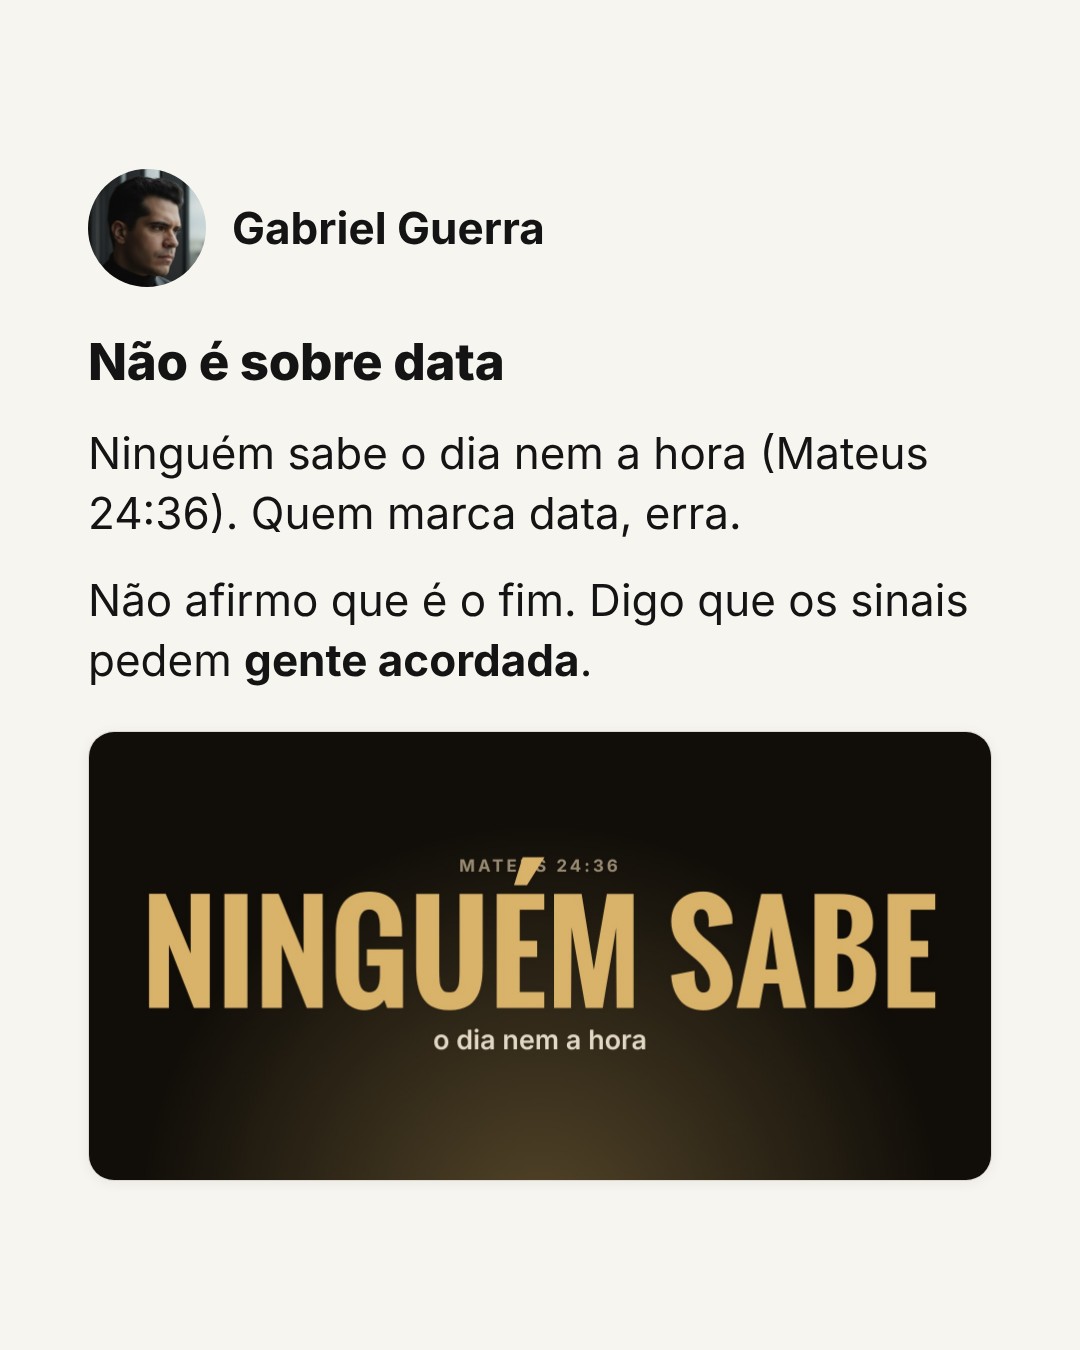 Gabriel Guerra
Não é sobre data
Ninguém sabe o dia nem a hora (Mateus
24:36). Quem marca data, erra.
Não afirmo que é o fim. Digo que os sinais
pedem gente acordada.
MATEUS 24:36
NINGUÉM SABE
o dia nem a hora